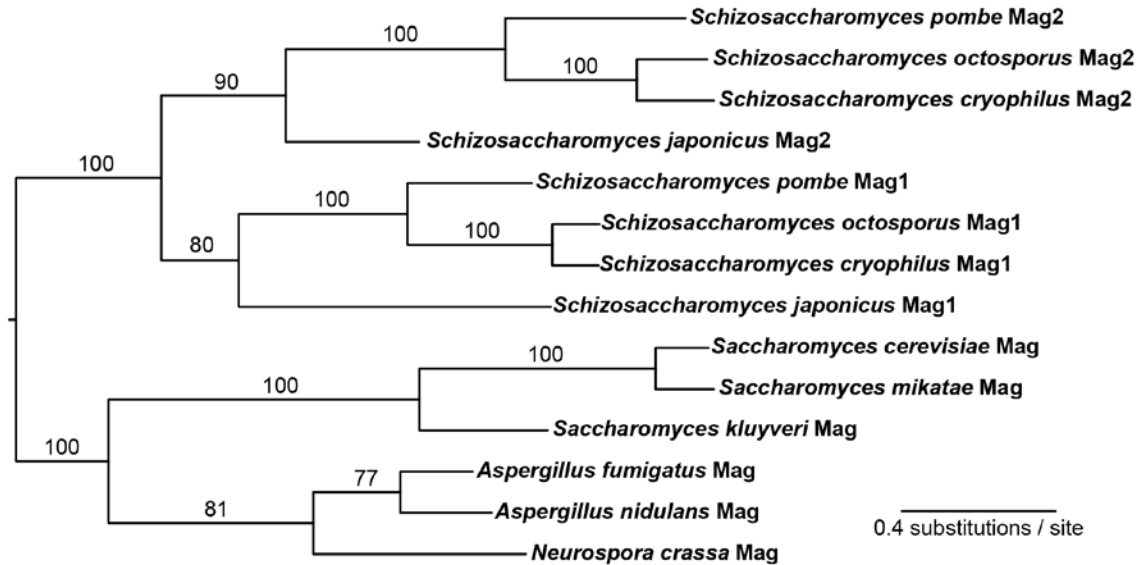 Schizosaccharomyces pombe Mag2
100
Schizosaccharomyces octosporus Mag2
100
90
Schizosaccharomyces cryophilus Mag2
Schizosaccharomyces japonicus Mag2
100
Schizosaccharomyces pombe Mag1
100
Schizosaccharomyces octosporus Mag1
100
80
Schizosaccharomyces cryophilus Mag1
Schizosaccharomyces japonicus Mag1
Saccharomyces cerevisiae Mag
100
100
Saccharomyces mikatae Mag
Saccharomyces kluyveri Mag
100
Aspergillus fumigatus Mag
77
81
Aspergillus nidulans Mag
0.4 substitutions / site
Neurospora crassa Mag